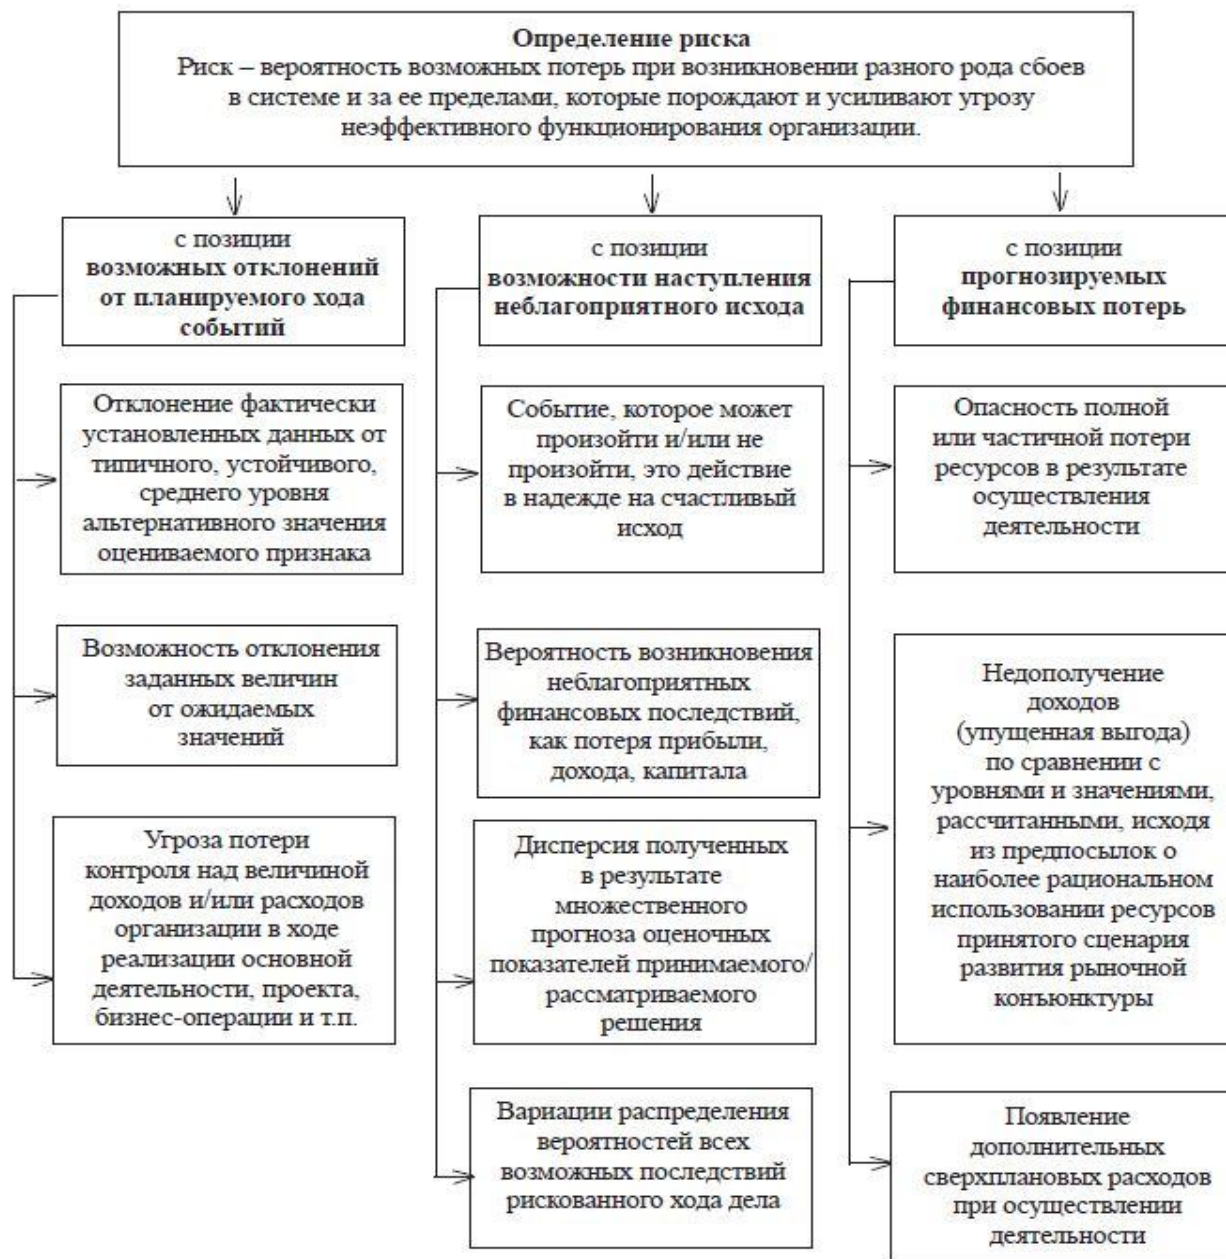 Определение риска
Риск – вероятность возможных потерь при возникновении разного рода сбоев
в системе и за ее пределами, которые порождают и усиливают угрозу
неэффективного функционирования организации.
с позиции
возможных отклонений
от планируемого хода
событий
Отклонение фактически
установленных данных от
типичного, устойчивого,
среднего уровня
альтернативного значения
оцениваемого признака
Возможность отклонения
заданных величин
от ожидаемых
значений
Угроза потери
контроля над величиной
доходов и/или расходов
организации в ходе
реализации основной
деятельности, проекта,
бизнес-операции и т.п.
с позиции
возможности наступления
неблагоприятного исхода
Событие, которое может
произойти и/или не
произойти, это действие
в надежде на счастливый
исход
Вероятность возникновения
неблагоприятных
финансовых последствий,
как потеря прибыли,
дохода, капитала
Дисперсия полученных
в результате
множественного
прогноза оценочных
показателей принимаемого/
рассматриваемого
решения
Вариации распределения
вероятностей всех
возможных последствий
рискованного хода дела
с позиции
прогнозируемых
финансовых потерь
Опасность полной
или частичной потери
ресурсов в результате
осуществления
деятельности
Недополучение
доходов
(упущенная выгода)
по сравнении с
уровнями и значениями,
рассчитанными, исходя
из предпосылок о
наиболее рациональном
использовании ресурсов
принятого сценария
развития рыночной
конъюнктуры
Появление
дополнительных
сверхплановых расходов
при осуществлении
деятельности